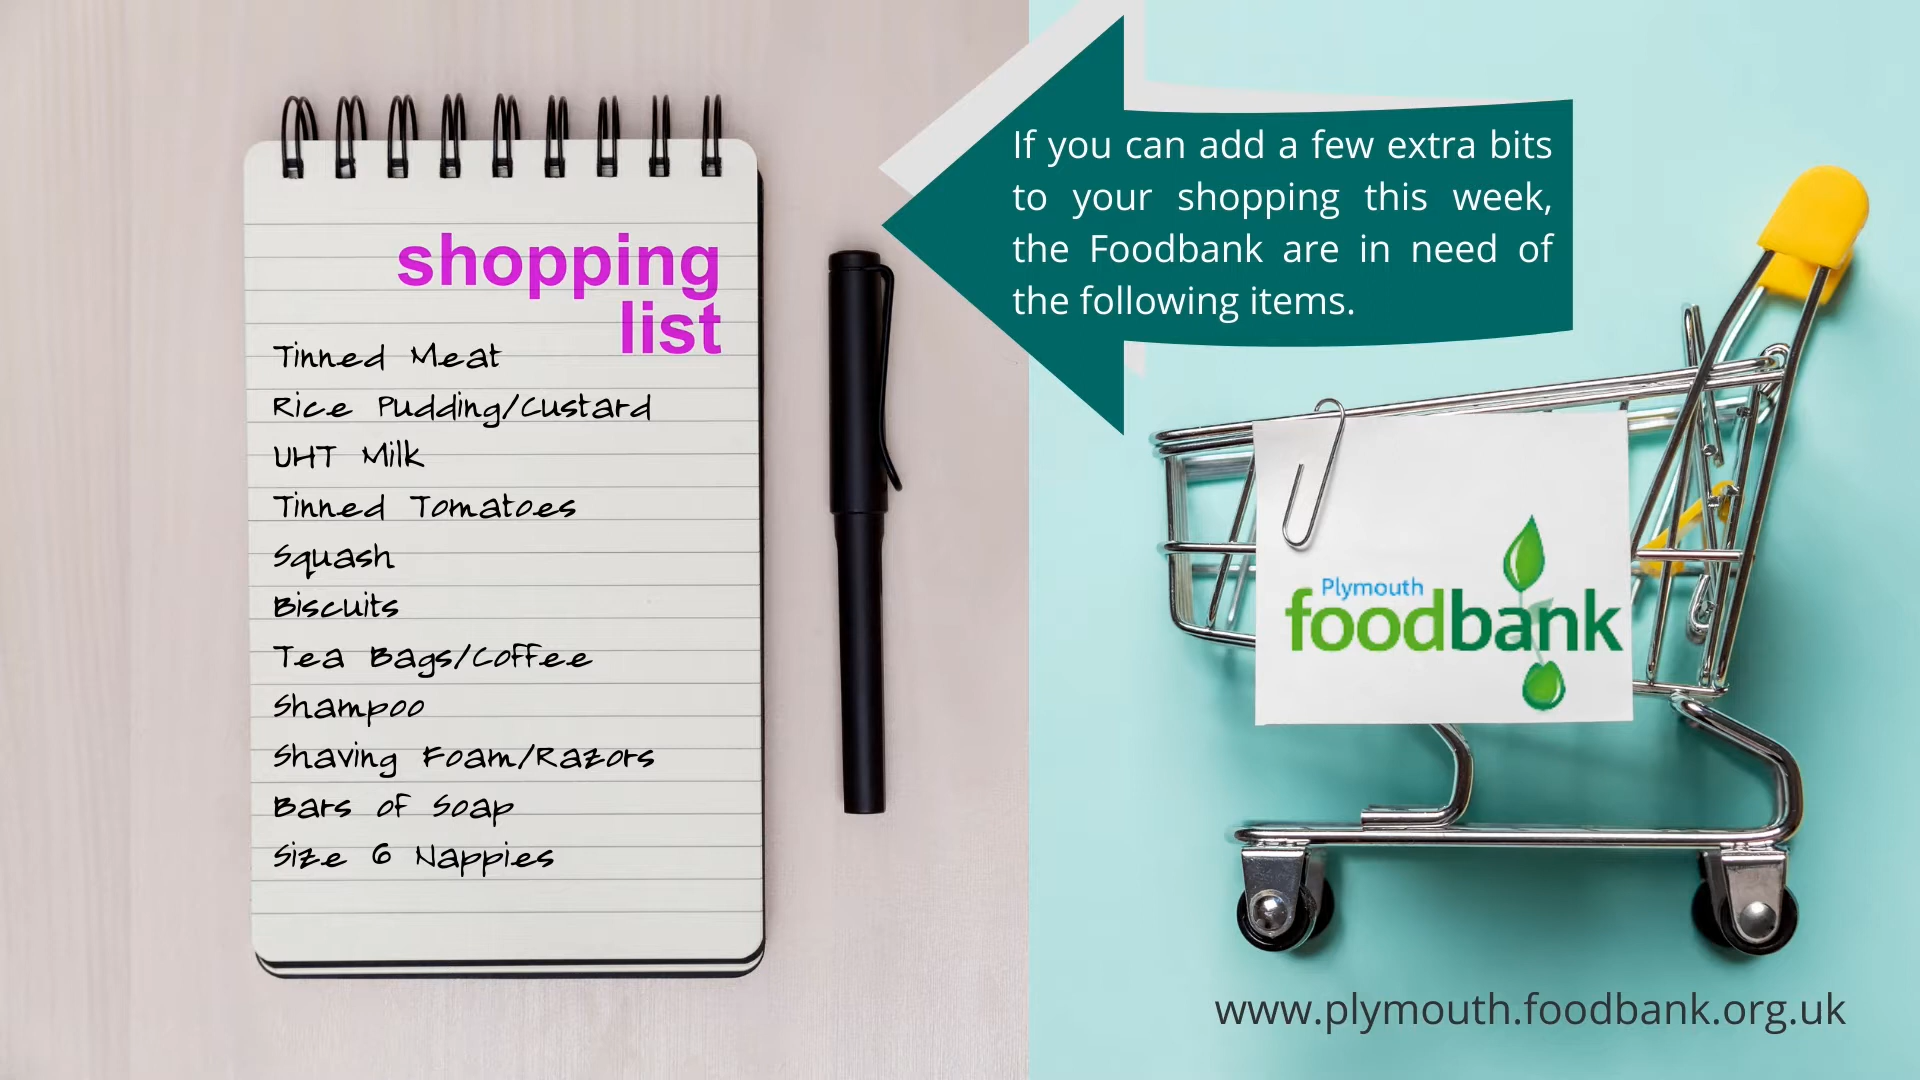 shopping
list
Tinned Meat
Rice Pudding/Custard
UHT Milk
Tinned Tomatoes
Squash
Biscuits
Tea Bags/Coffee
Shampoo
Shaving Foam/Razors
Bars of Soap
Size 6 Nappies
If you can add a few extra bits
to your shopping this week,
the Foodbank are in need of
the following items.
Plymouth
foodbank
www.plymouth.foodbank.org.uk